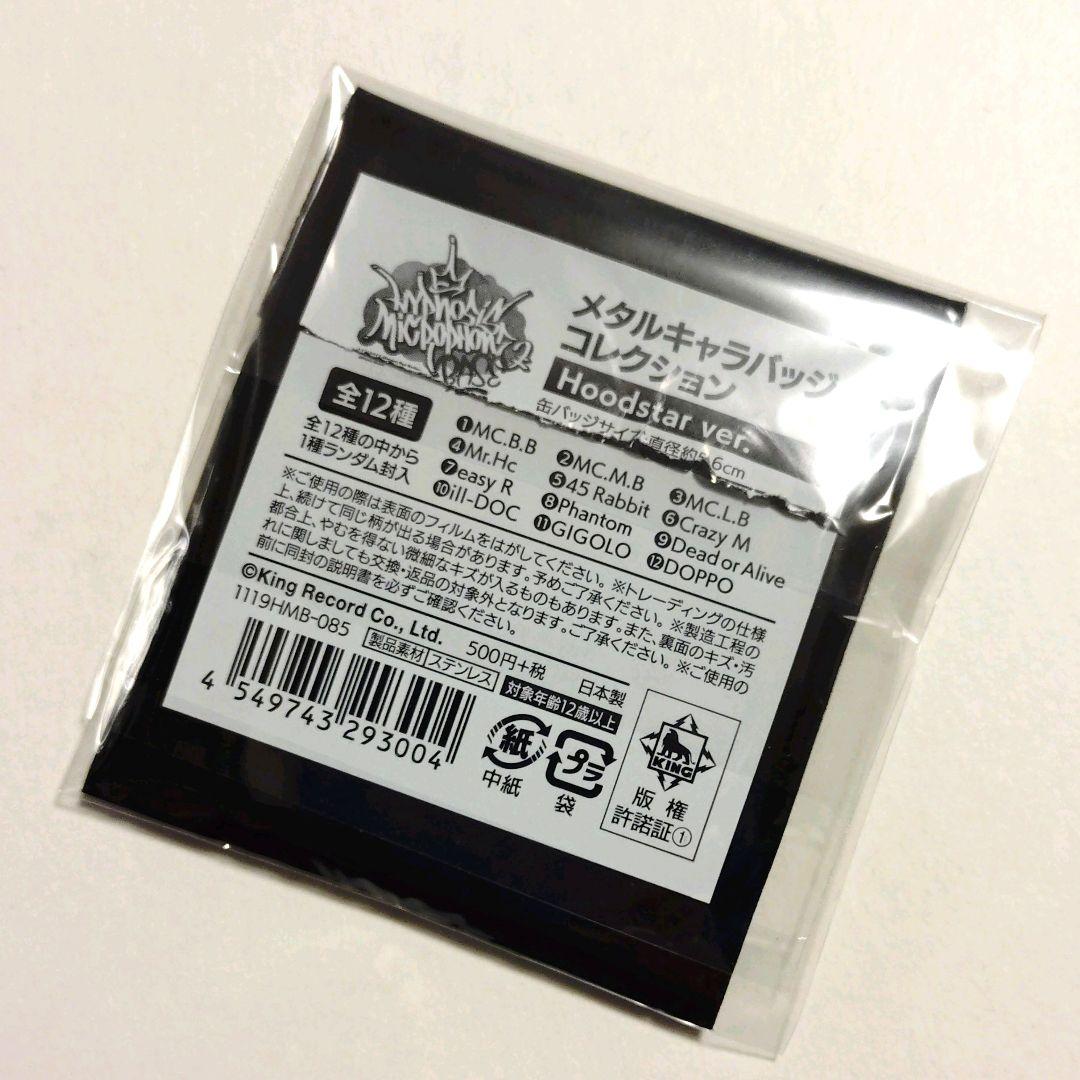 HYPNOSIS
MICROPHONE
メタルキャラバッジ
コレクション
Hoodstar ver.
缶バッジサイズ:直径約5.6cm
全12種
全12種の中から
1種ランダム封入
❶MC.B.B ❷MC.M.B ❸MC.L.B
❹Mr.Hc ❺45 Rabbit ❻Crazy M
❼easy R ❽Phantom ❾Dead or Alive
❿ill-DOC ⓫GIGOLO ⓬DOPPO
※ご使用の際は表面のフィルムをはがしてください。※トレーディングの仕様
上、続けて同じ柄が出る場合があります。予めご了承ください。※製造工程の
都合上、やむを得ない微細なキズが入るものもあります。また、裏面のキズ・汚
れに関しましても交換・返品の対象外となります。ご了承ください。※ご使用の
前に同封の説明書を必ずご確認ください。
©King Record Co., Ltd. 500円+税 日本製
1119HMB-085 製品素材 ステンレス 対象年齢12歳以上
4 549743 293004
紙 プラ
中紙 袋
KING
版権
許諾証①